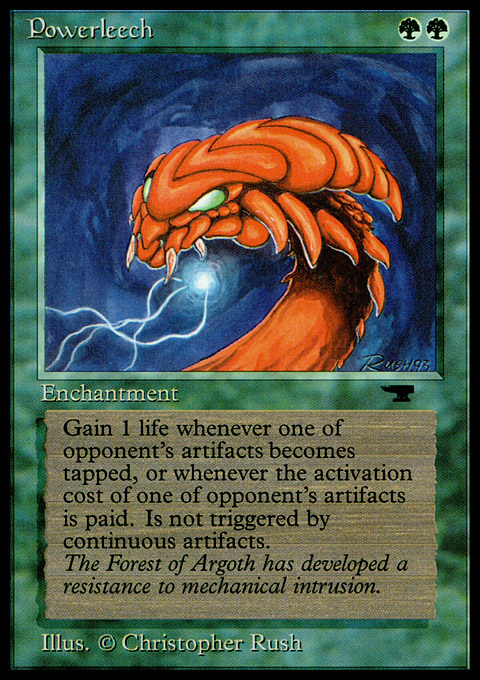 Powerleech
RUSH93
Enchantment
Gain 1 life whenever one of
opponent's artifacts becomes
tapped, or whenever the activation
cost of one of opponent's artifacts
is paid. Is not triggered by
continuous artifacts.
The Forest of Argoth has developed a
resistance to mechanical intrusion.
Illus. © Christopher Rush